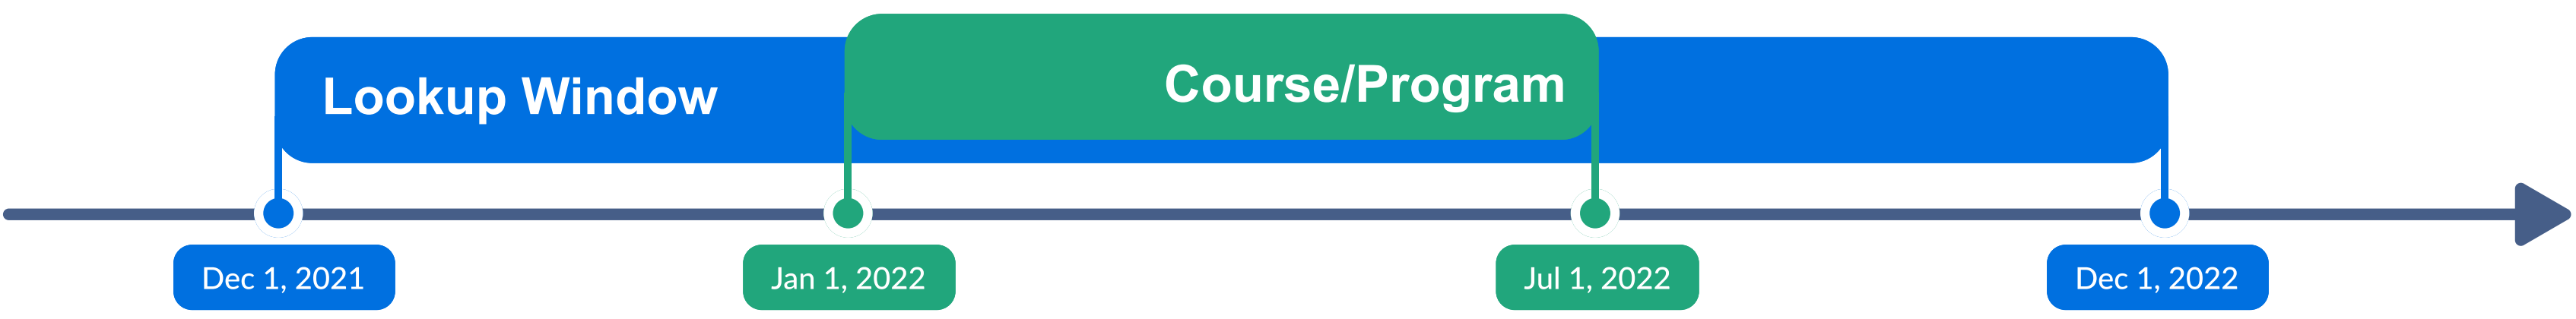 Lookup Window
Course/Program
Dec 1, 2021
Jan 1, 2022
Jul 1, 2022
Dec 1, 2022